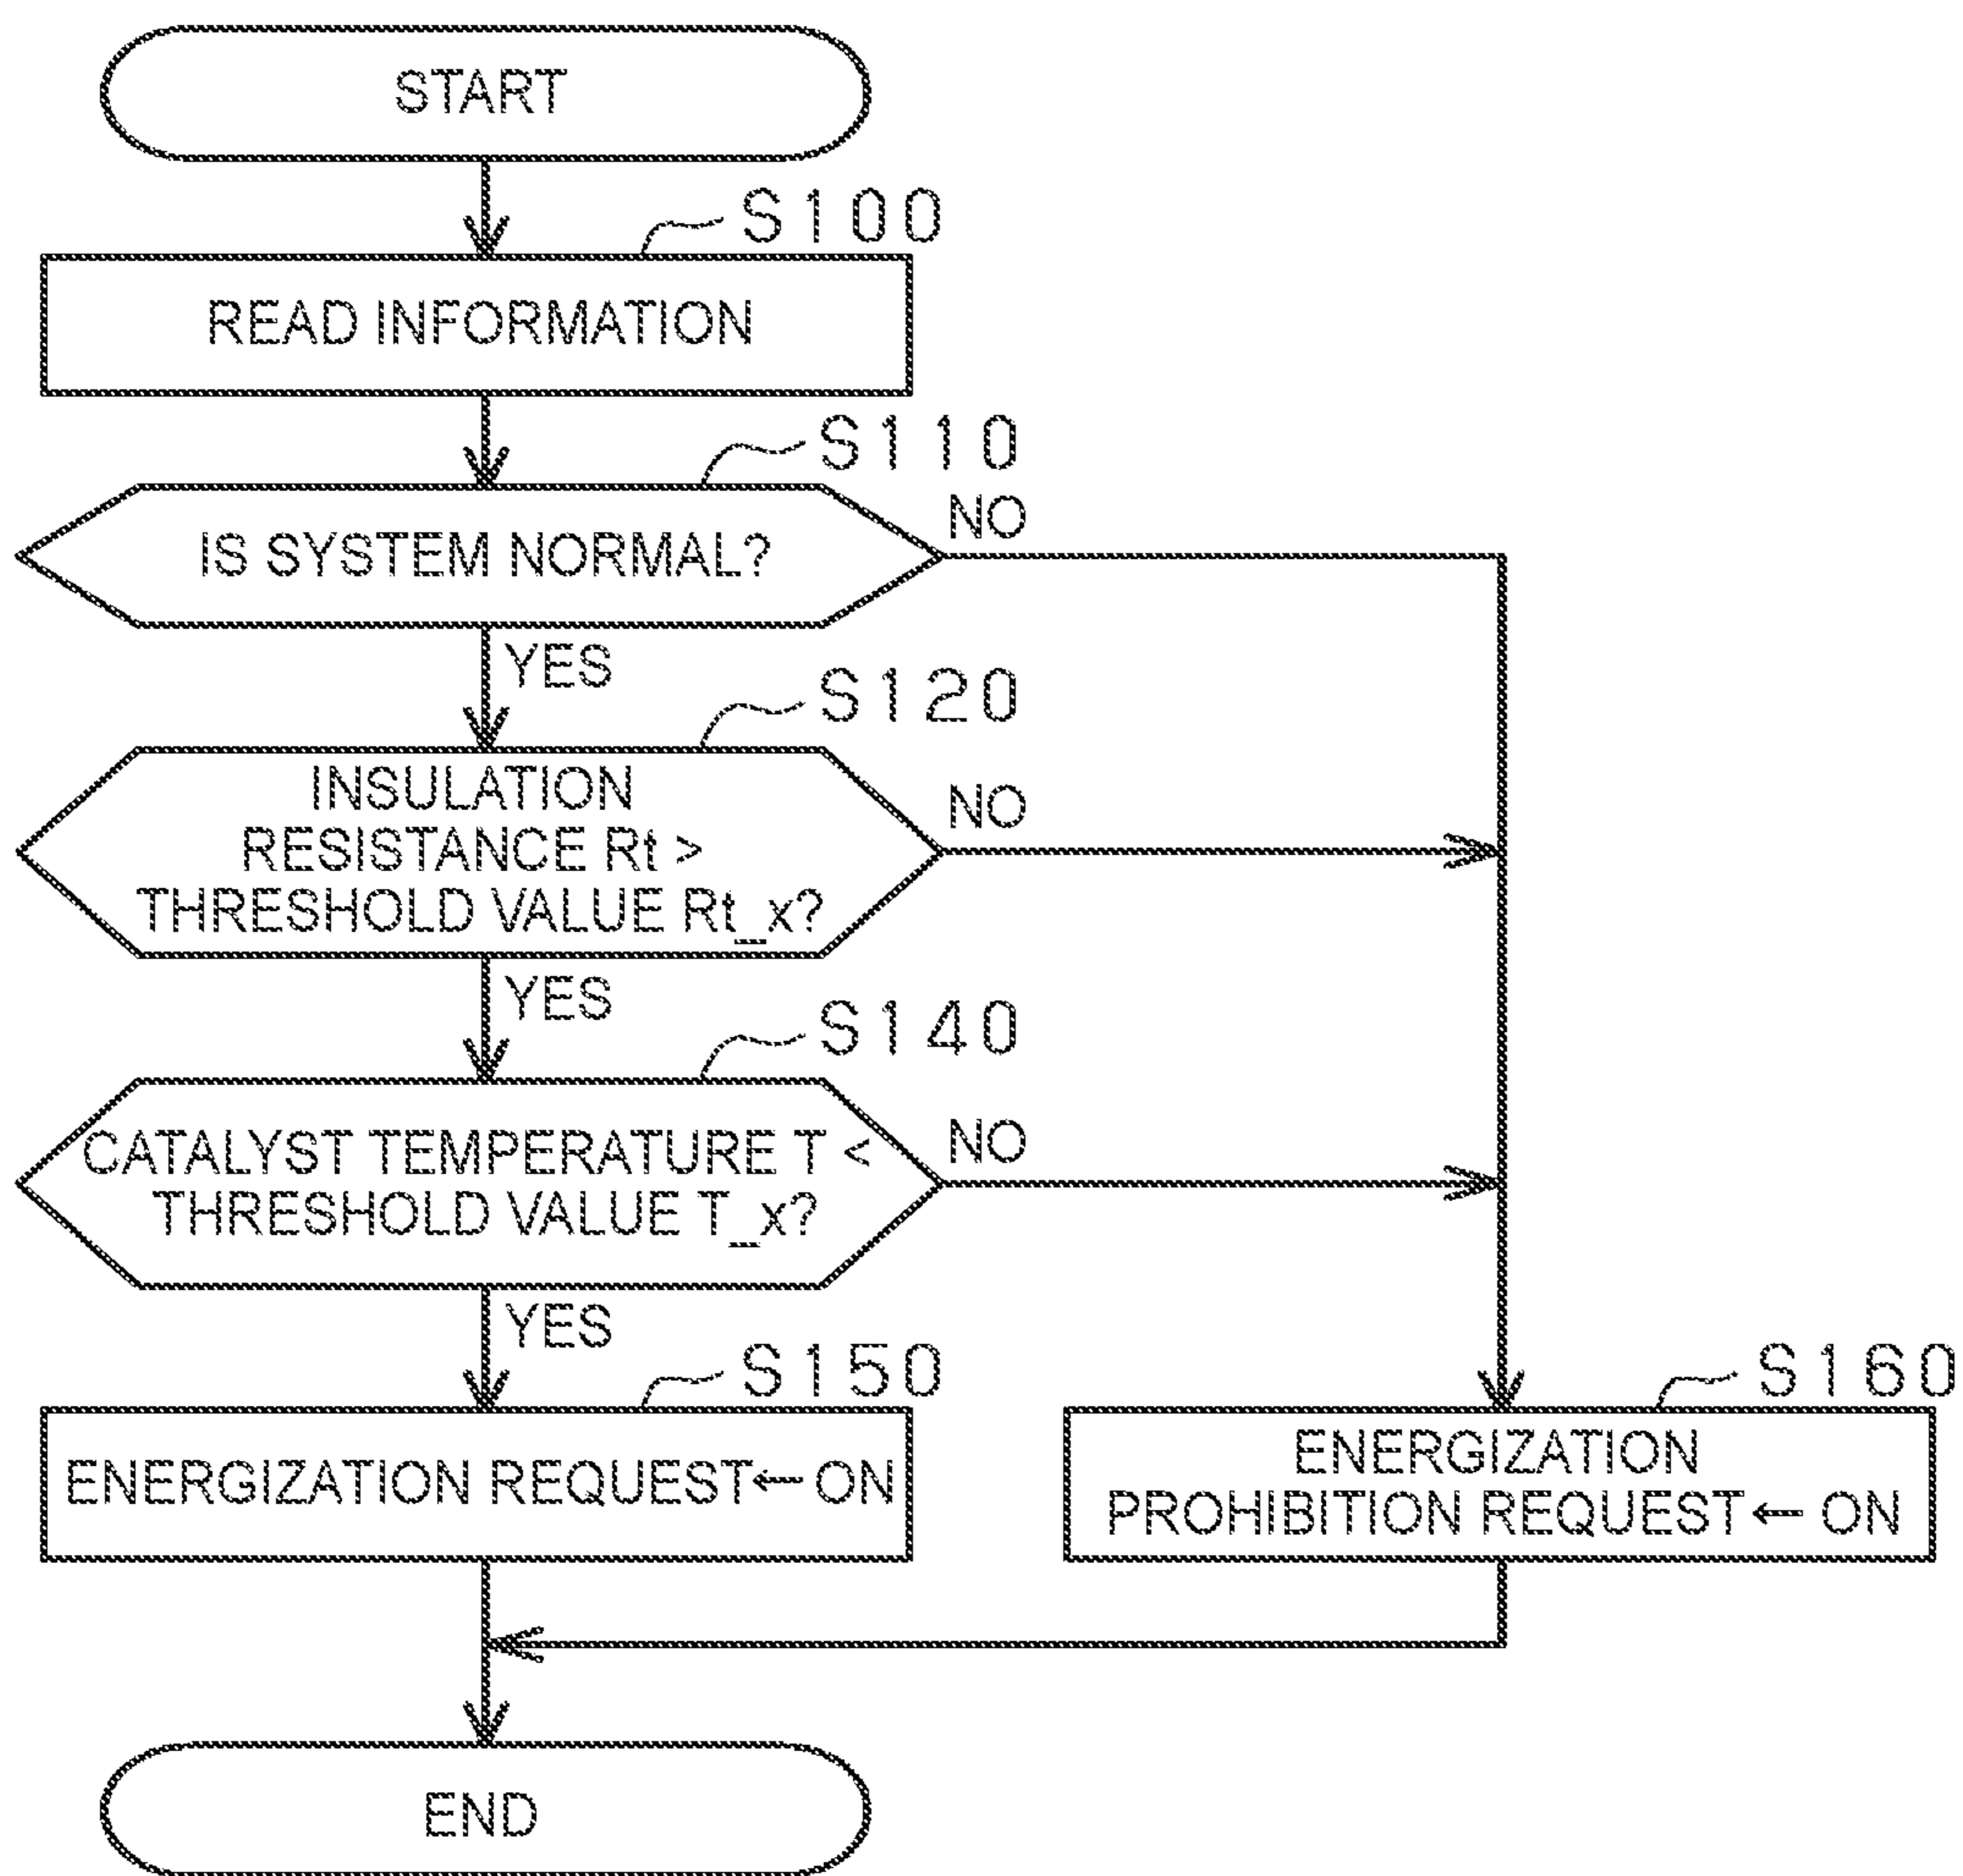 START
S100
READ INFORMATION
S110
IS SYSTEM NORMAL?
NO
YES
S120
INSULATION
RESISTANCE Rt >
THRESHOLD VALUE Rt_x?
NO
YES
S140
CATALYST TEMPERATURE T <
THRESHOLD VALUE T_x?
NO
YES
S150
ENERGIZATION REQUEST← ON
S160
ENERGIZATION
PROHIBITION REQUEST← ON
END